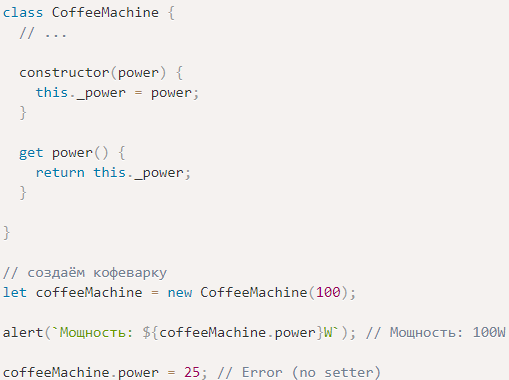 class CoffeeMachine {
  // ...

  constructor(power) {
    this._power = power;
  }

  get power() {
    return this._power;
  }

}

// создаём кофеварку
let coffeeMachine = new CoffeeMachine(100);

alert(`Мощность: ${coffeeMachine.power}W`); // Мощность: 100W

coffeeMachine.power = 25; // Error (no setter)